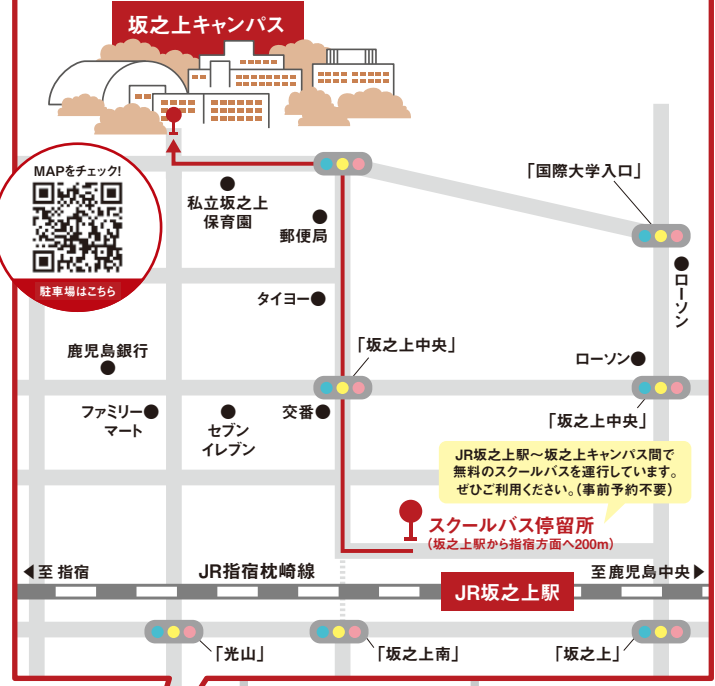 坂之上キャンパス
MAPをチェック!
駐車場はこちら
「国際大学入口」
私立坂之上
保育園
郵便局
ローソン
タイヨー
「坂之上中央」
鹿児島銀行
ローソン
ファミリー
マート
セブン
イレブン
交番
「坂之上中央」
JR坂之上駅〜坂之上キャンパス間で
無料のスクールバスを運行しています。
ぜひご利用ください。(事前予約不要)
スクールバス停留所
(坂之上駅から指宿方面へ200m)
◀至 指宿
JR指宿枕崎線
至鹿児島中央▶
JR坂之上駅
「光山」
「坂之上南」
「坂之上」